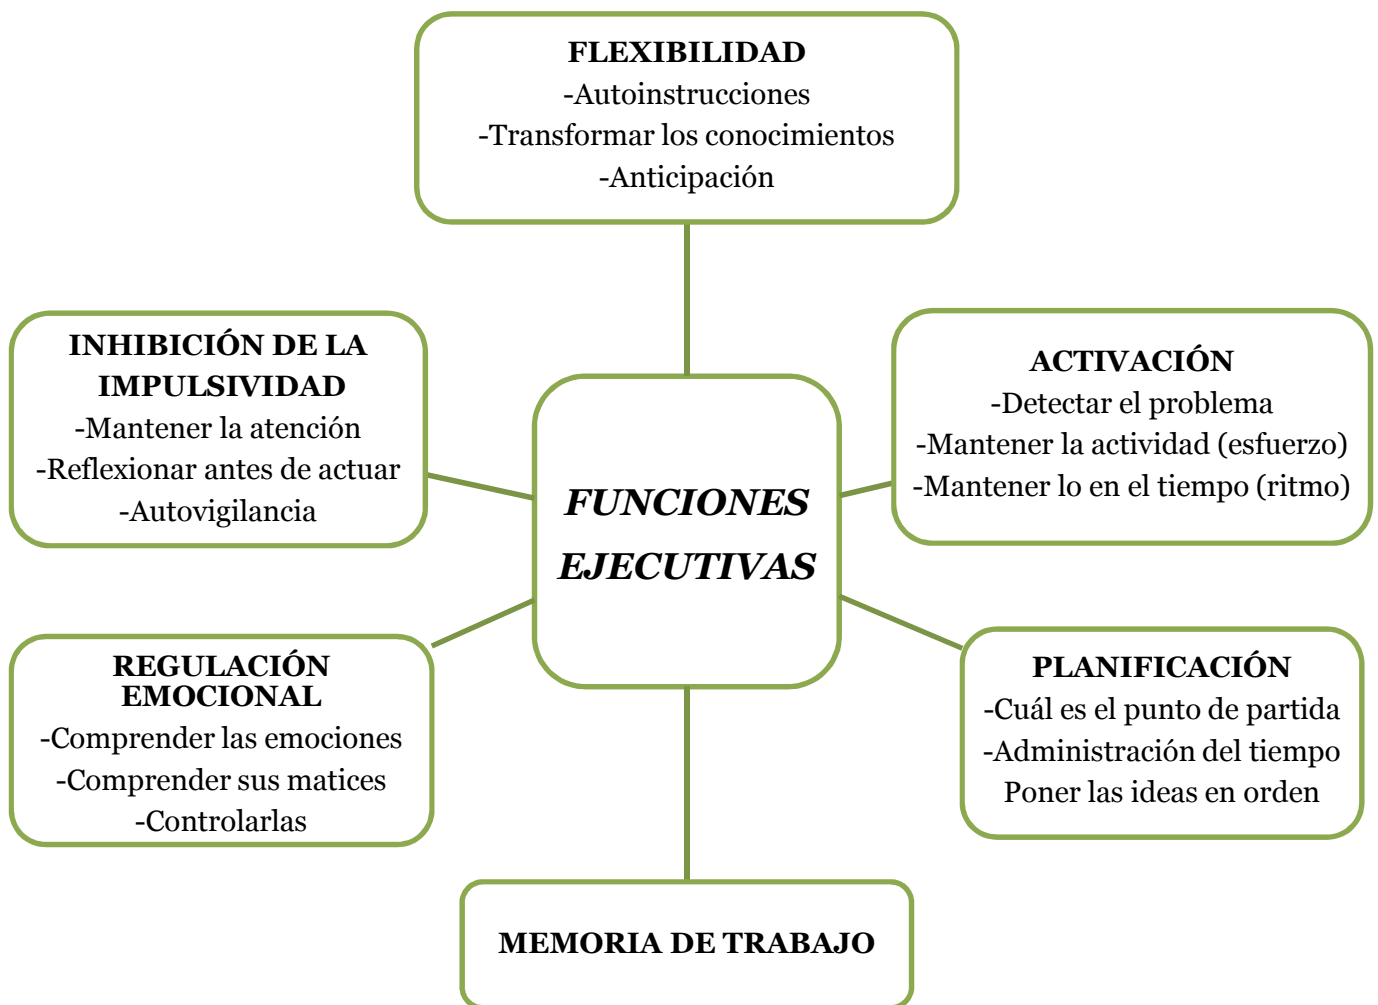 FLEXIBILIDAD
-Autoinstrucciones
-Transformar los conocimientos
-Anticipación
INHIBICIÓN DE LA
IMPULSIVIDAD
-Mantener la atención
-Reflexionar antes de actuar
-Autovigilancia
ACTIVACIÓN
-Detectar el problema
-Mantener la actividad (esfuerzo)
-Mantener lo en el tiempo (ritmo)
FUNCIONES
EJECUTIVAS
REGULACIÓN
EMOCIONAL
-Comprender las emociones
-Comprender sus matices
-Controlarlas
PLANIFICACIÓN
-Cuál es el punto de partida
-Administración del tiempo
Poner las ideas en orden
MEMORIA DE TRABAJO